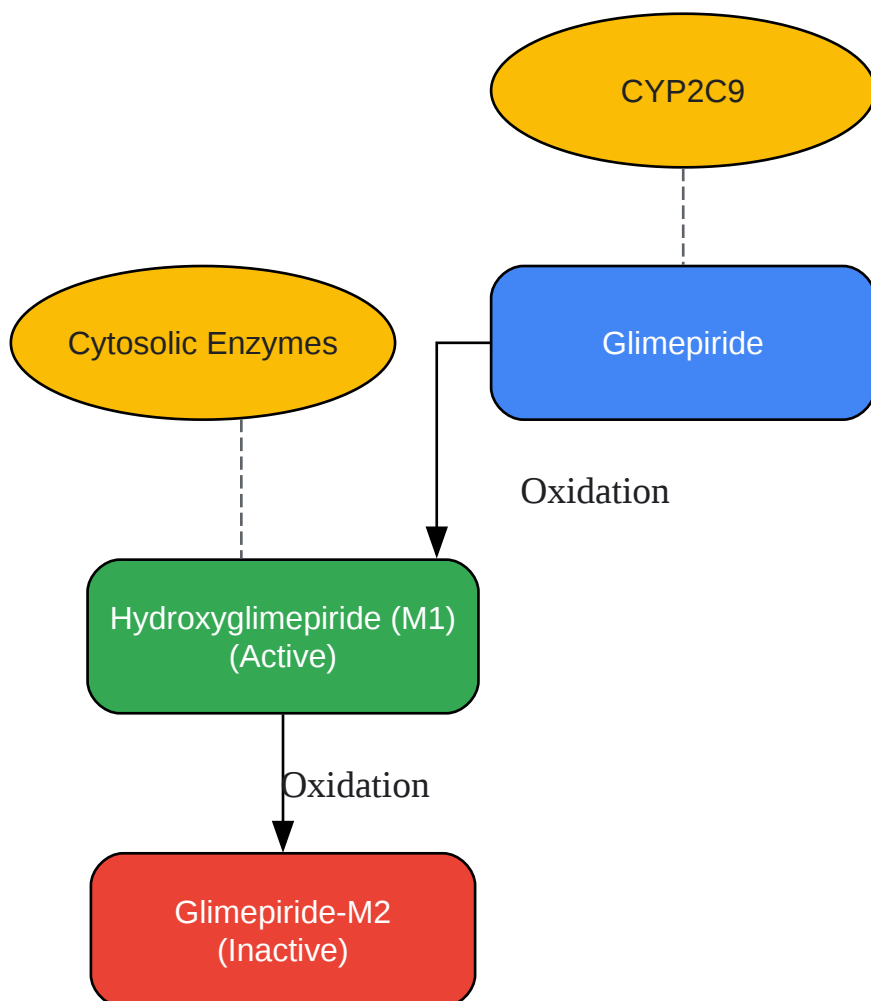 CYP2C9
Cytosolic Enzymes
Glimepiride
Oxidation
Hydroxyglimepiride (M1)
(Active)
Oxidation
Glimepiride-M2
(Inactive)